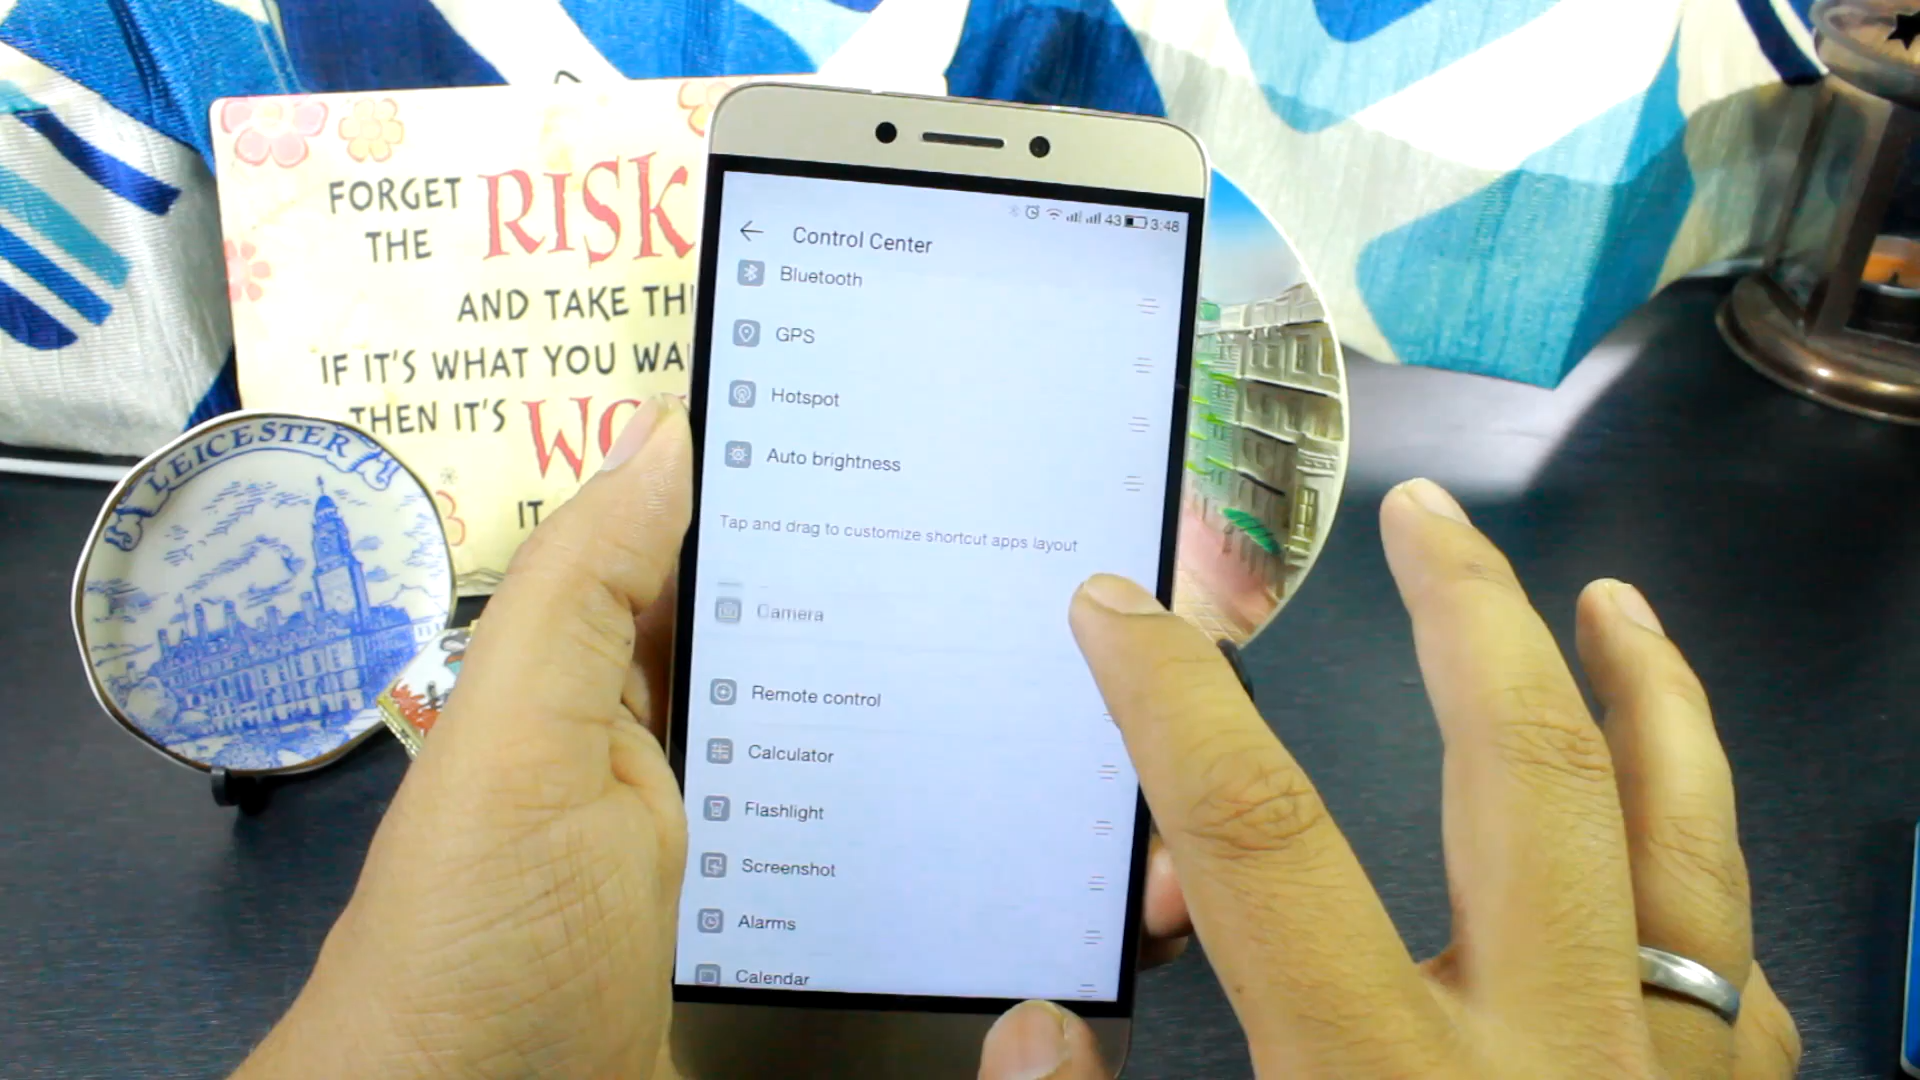 FORGET
THE RISK
AND TAKE
IF IT'S WHAT YOU
THEN IT'S
IT
LEICESTER
43 3:48
Control Center
Bluetooth
GPS
Hotspot
Auto brightness
Tap and drag to customize shortcut apps layout
Camera
Remote control
Calculator
Flashlight
Screenshot
Alarms
Calendar